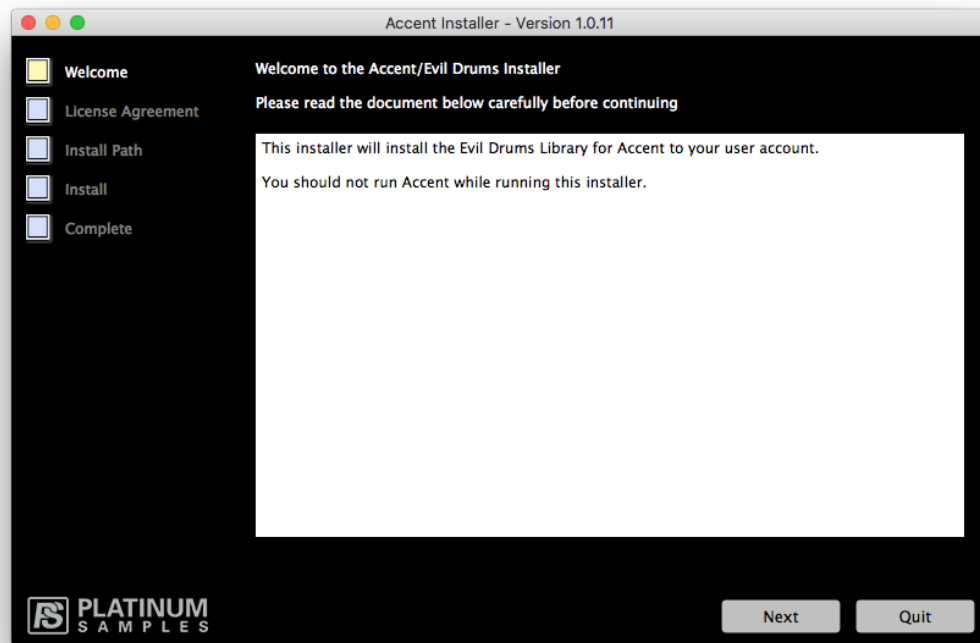 Accent Installer - Version 1.0.11
Welcome
License Agreement
Install Path
Install
Complete
Welcome to the Accent/Evil Drums Installer
Please read the document below carefully before continuing
This installer will install the Evil Drums Library for Accent to your user account.
You should not run Accent while running this installer.
PS PLATINUM
SAMPLES
Next
Quit